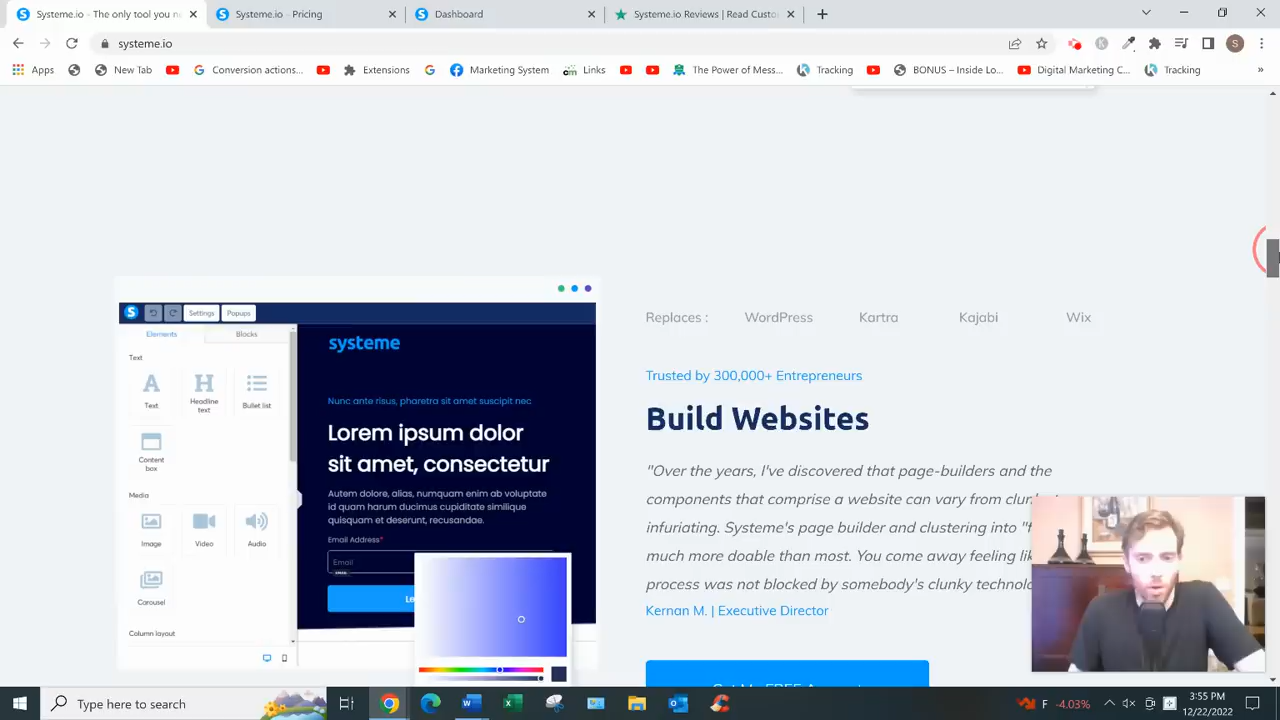 Systeme.io - The only tool you n
Systeme.io Pricing
Dashboard
Systeme.io Reviews | Read Custo
systeme.io
S
Apps
New Tab
Conversion actions...
Extensions
Marketing System
cm Links
The Power of Mess...
Tracking
BONUS – Inside Lo...
Digital Marketing C...
Tracking
»
Settings
Popups
Elements
Blocks
Text
Text
Headline text
Bullet list
Content box
Media
Image
Video
Audio
Carousel
Column layout
systeme
Nunc ante risus, pharetra sit amet suscipit nec
Lorem ipsum dolor
sit amet, consectetur
Autem dolore, alias, numquam enim ab voluptate
id quam harum ducimus cupiditate similique
quisquam et deserunt, recusandae.
Email Address*
Email
Replaces : WordPress Kartra Kajabi Wix
Trusted by 300,000+ Entrepreneurs
Build Websites
"Over the years, I've discovered that page-builders and the
components that comprise a website can vary from
infuriating. Systeme's page builder and clustering into
much more doable than most. You come away feeling
process was not blocked by somebody's clunky
Kernan M. | Executive Director
Get My FREE Account
Type here to search
F -4.03%
3:55 PM
12/22/2022